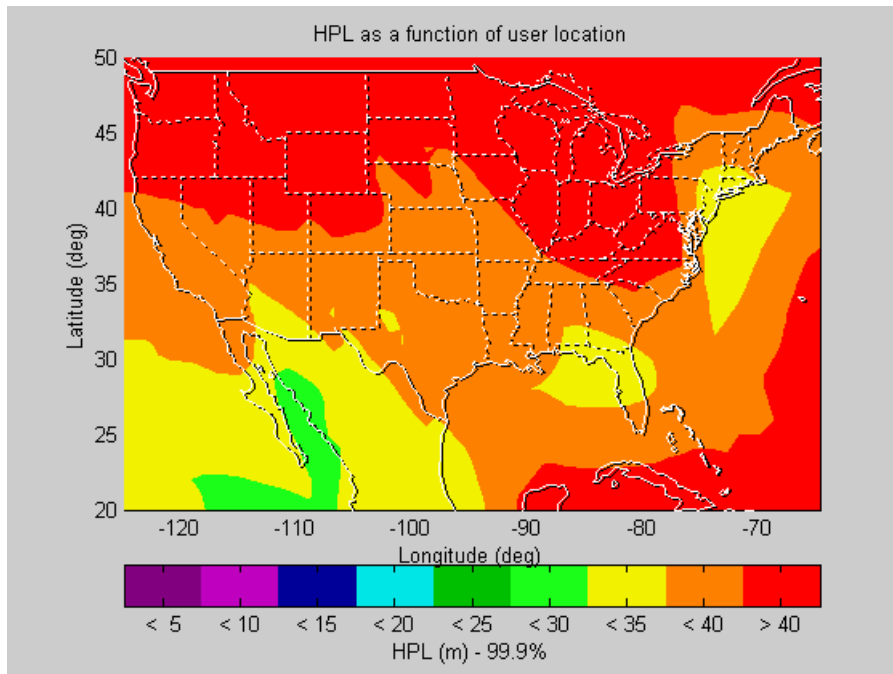 HPL as a function of user location
50
45
40
35
30
25
20
Latitude (deg)
-120 -110 -100 -90 -80 -70
Longitude (deg)
< 5 < 10 < 15 < 20 < 25 < 30 < 35 < 40 > 40
HPL (m) - 99.9%